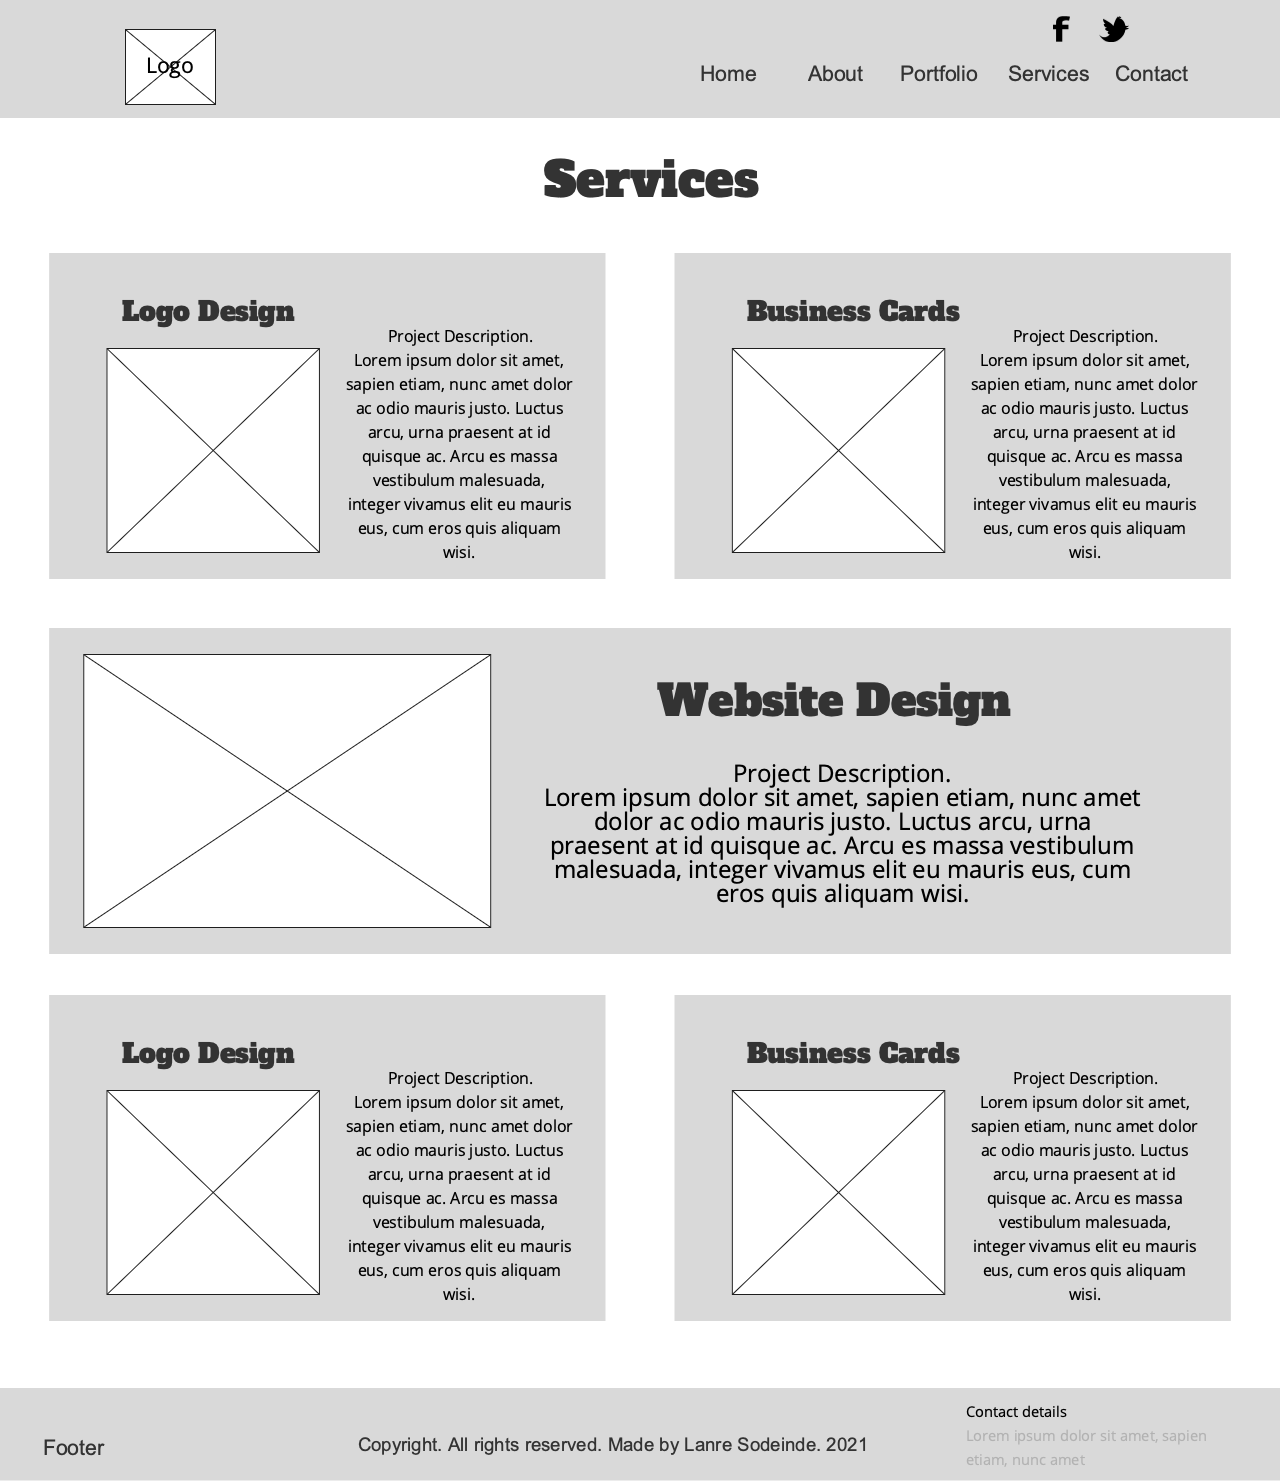 Logo
Home About Portfolio Services Contact
Services
Logo Design
Project Description.
Lorem ipsum dolor sit amet,
sapien etiam, nunc amet dolor
ac odio mauris justo. Luctus
arcu, urna praesent at id
quisque ac. Arcu es massa
vestibulum malesuada,
integer vivamus elit eu mauris
eus, cum eros quis aliquam
wisi.
Business Cards
Project Description.
Lorem ipsum dolor sit amet,
sapien etiam, nunc amet dolor
ac odio mauris justo. Luctus
arcu, urna praesent at id
quisque ac. Arcu es massa
vestibulum malesuada,
integer vivamus elit eu mauris
eus, cum eros quis aliquam
wisi.
Website Design
Project Description.
Lorem ipsum dolor sit amet, sapien etiam, nunc amet
dolor ac odio mauris justo. Luctus arcu, urna
praesent at id quisque ac. Arcu es massa vestibulum
malesuada, integer vivamus elit eu mauris eus, cum
eros quis aliquam wisi.
Logo Design
Project Description.
Lorem ipsum dolor sit amet,
sapien etiam, nunc amet dolor
ac odio mauris justo. Luctus
arcu, urna praesent at id
quisque ac. Arcu es massa
vestibulum malesuada,
integer vivamus elit eu mauris
eus, cum eros quis aliquam
wisi.
Business Cards
Project Description.
Lorem ipsum dolor sit amet,
sapien etiam, nunc amet dolor
ac odio mauris justo. Luctus
arcu, urna praesent at id
quisque ac. Arcu es massa
vestibulum malesuada,
integer vivamus elit eu mauris
eus, cum eros quis aliquam
wisi.
Footer
Copyright. All rights reserved. Made by Lanre Sodeinde. 2021
Contact details
Lorem ipsum dolor sit amet, sapien
etiam, nunc amet